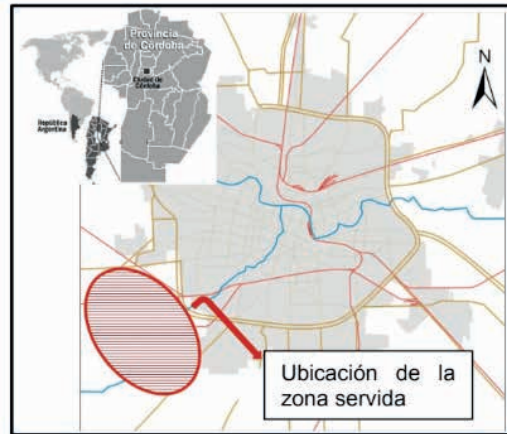 Provincia
de Córdoba
Ciudad de
Córdoba
República
Argentina
N
Ubicación de la
zona servida